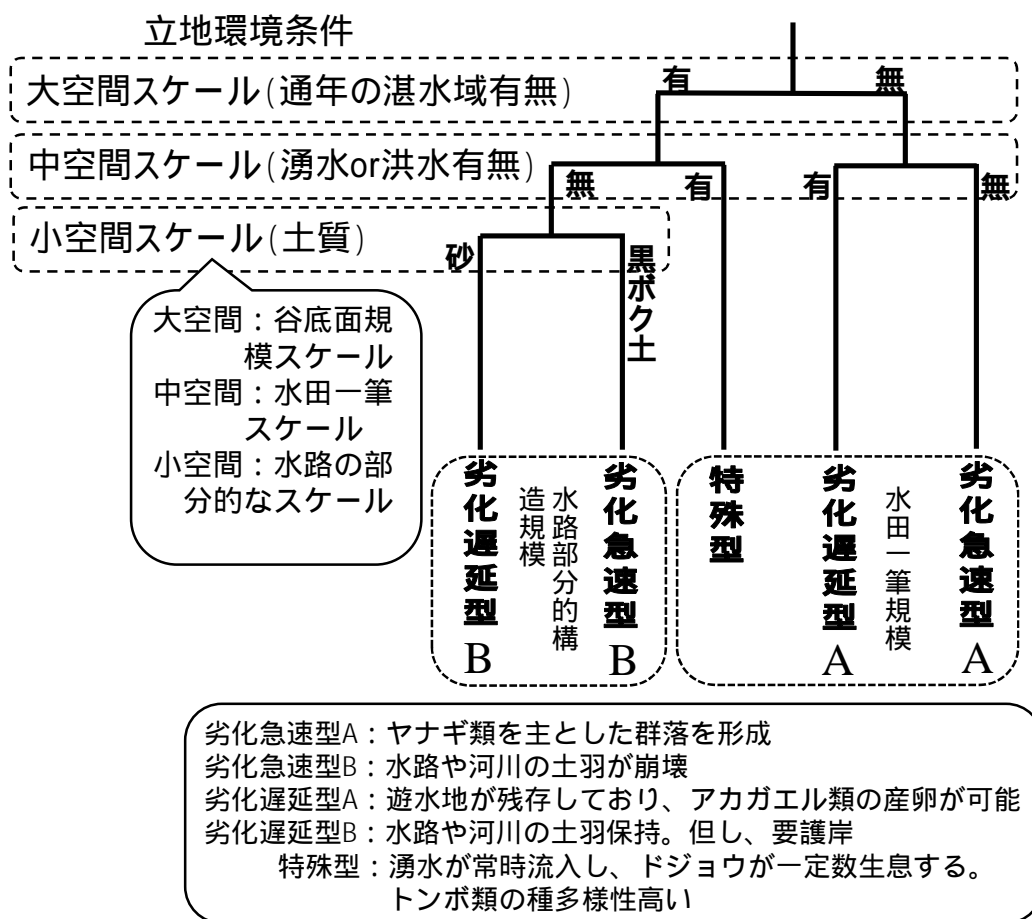 立地環境条件
大空間スケール(通年の湛水域有無)
有
無
中空間スケール(湧水or洪水有無)
無
有
有
無
小空間スケール(土質)
砂
黒ボク土
大空間：谷底面規
模スケール
中空間：水田一筆
スケール
小空間：水路の部
分的なスケール
劣化遅延型B
水路部分的構
造規模
劣化急速型B
特殊型
劣化遅延型A
水田一筆規模
劣化急速型A
劣化急速型A：ヤナギ類を主とした群落を形成
劣化急速型B：水路や河川の土羽が崩壊
劣化遅延型A：遊水地が残存しており、アカガエル類の産卵が可能
劣化遅延型B：水路や河川の土羽保持。但し、要護岸
特殊型：湧水が常時流入し、ドジョウが一定数生息する。
トンボ類の種多様性高い